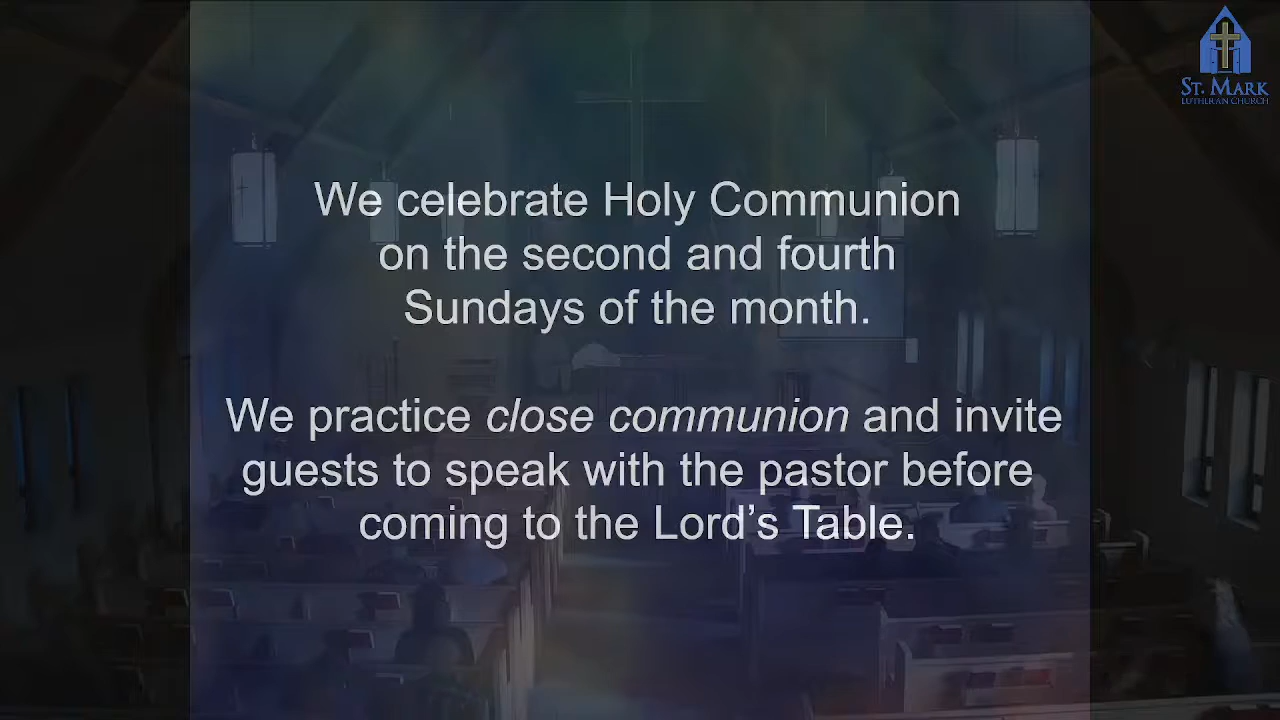 St. Mark
Lutheran Church
We celebrate Holy Communion
on the second and fourth
Sundays of the month.
We practice close communion and invite
guests to speak with the pastor before
coming to the Lord’s Table.